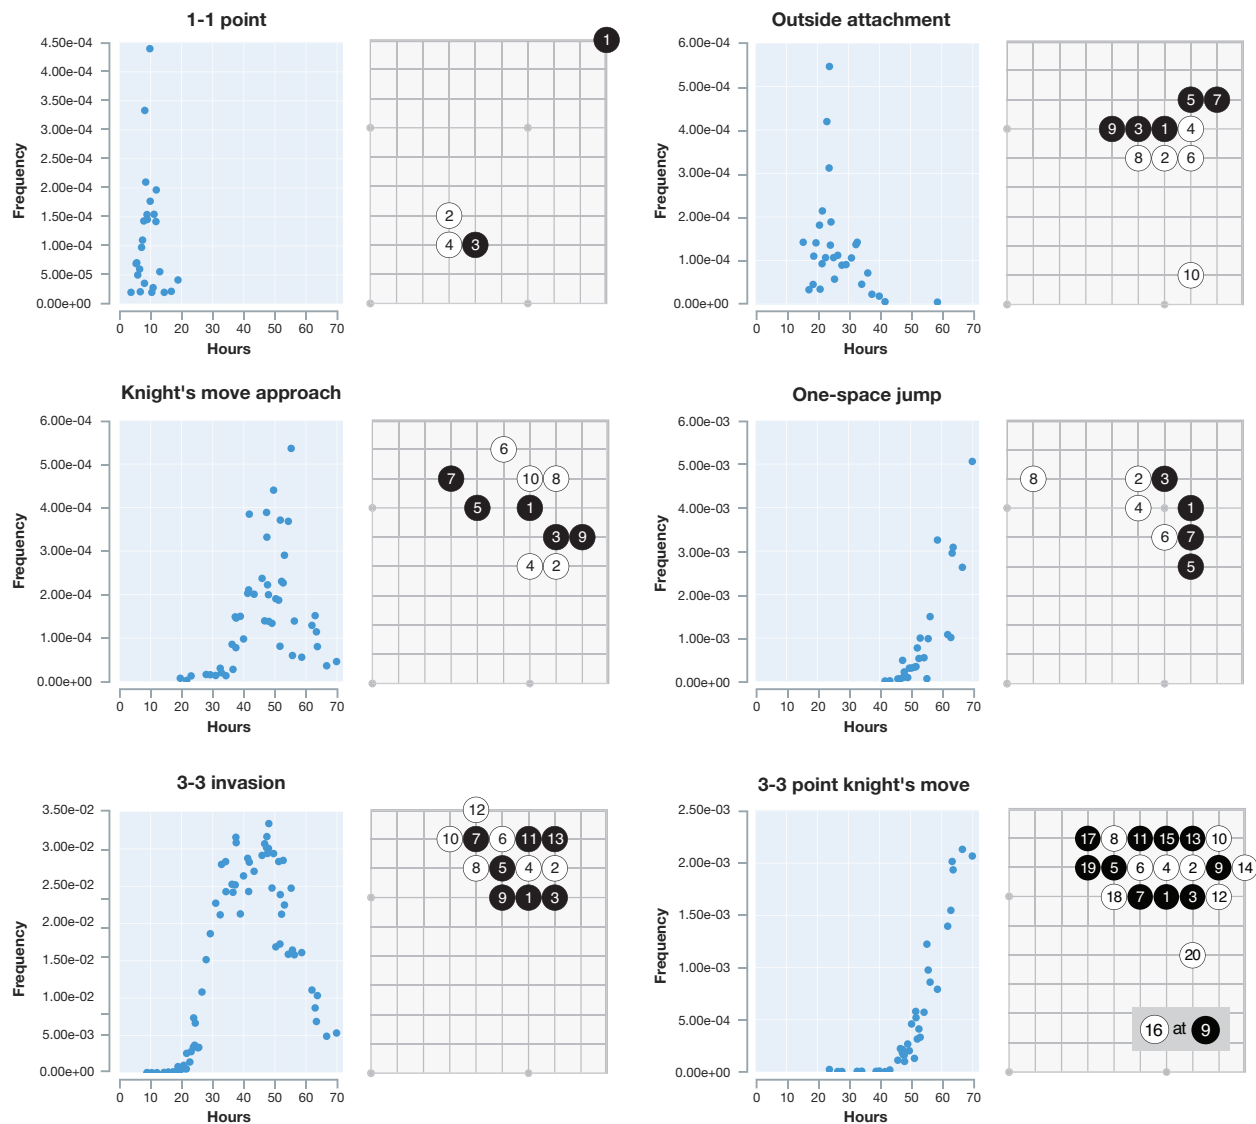 1-1 point
4.50e-04
4.00e-04
3.50e-04
3.00e-04
2.50e-04
2.00e-04
1.50e-04
1.00e-04
5.00e-05
0.00e+00
Frequency
0 10 20 30 40 50 60 70
Hours
1
2
4 3
Outside attachment
6.00e-04
5.00e-04
4.00e-04
3.00e-04
2.00e-04
1.00e-04
0.00e+00
Frequency
0 10 20 30 40 50 60 70
Hours
5 7
9 3 1 4
8 2 6
10
Knight's move approach
6.00e-04
5.00e-04
4.00e-04
3.00e-04
2.00e-04
1.00e-04
0.00e+00
Frequency
0 10 20 30 40 50 60 70
Hours
6
7 10 8
5 1
3 9
4 2
One-space jump
6.00e-03
5.00e-03
4.00e-03
3.00e-03
2.00e-03
1.00e-03
0.00e+00
Frequency
0 10 20 30 40 50 60 70
Hours
8 2 3
4 1
6 7
5
3-3 invasion
3.50e-02
3.00e-02
2.50e-02
2.00e-02
1.50e-02
1.00e-02
5.00e-03
0.00e+00
Frequency
0 10 20 30 40 50 60 70
Hours
12
10 7 6 11 13
8 5 4 2
9 1 3
3-3 point knight's move
2.50e-03
2.00e-03
1.50e-03
1.00e-03
5.00e-04
0.00e+00
Frequency
0 10 20 30 40 50 60 70
Hours
17 8 11 15 13 10
19 5 6 4 2 9 14
18 7 1 3 12
20
16 at 9